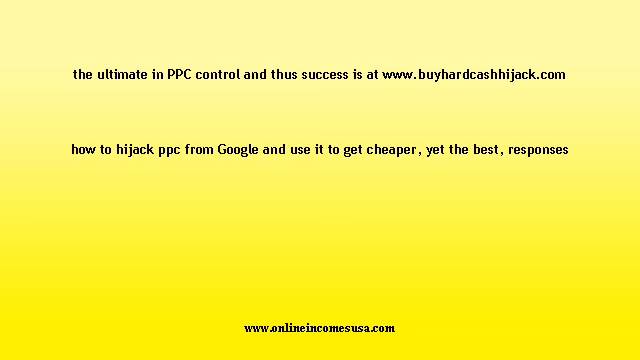 the ultimate in PPC control and thus success is at www.buyhardcashhijack.com
how to hijack ppc from Google and use it to get cheaper, yet the best, responses
www.onlineincomesusa.com